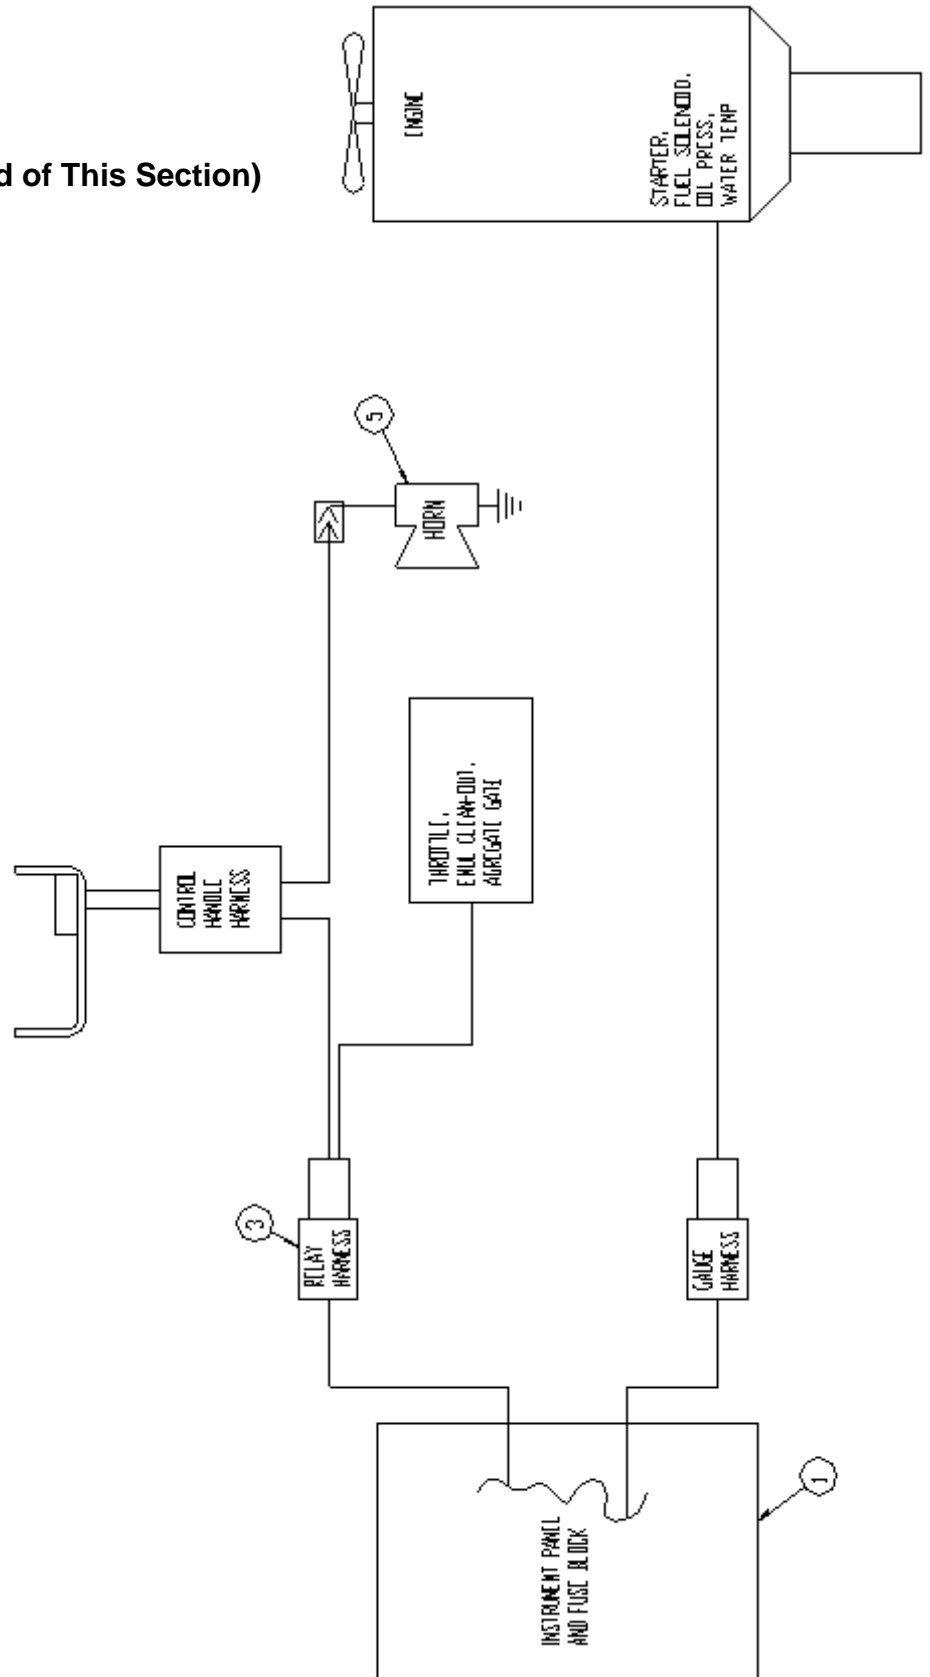 d of This Section)
ENGINE
STARTER,
FUEL SOLENOID,
OIL PRESS,
WATER TEMP
5
HORN
THROTTLE,
EMUL CLEAN-OUT,
AGREGATE GATE
CONTROL
HANDLE
HARNESS
3
RELAY
HARNESS
GAUGE
HARNESS
1
INSTRUMENT PANEL
AND FUSE BLOCK